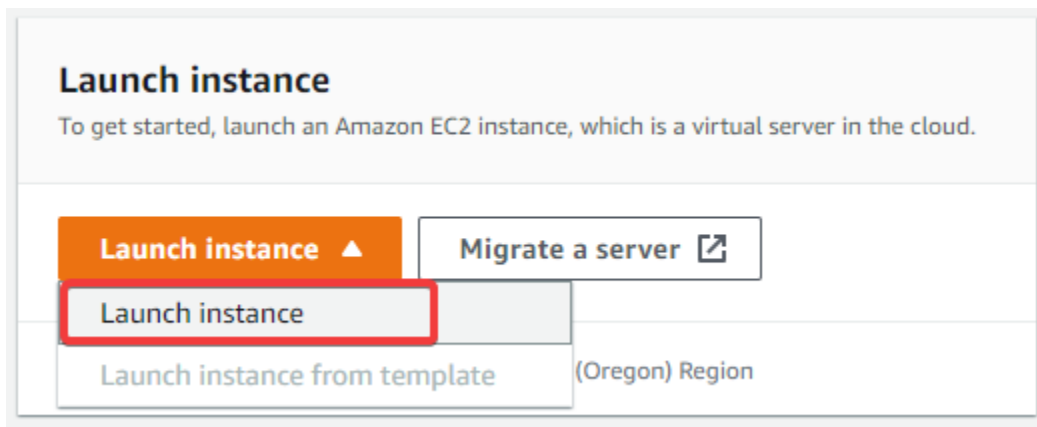 Launch instance
To get started, launch an Amazon EC2 instance, which is a virtual server in the cloud.
Launch instance
Migrate a server
Launch instance
Launch instance from template
(Oregon) Region